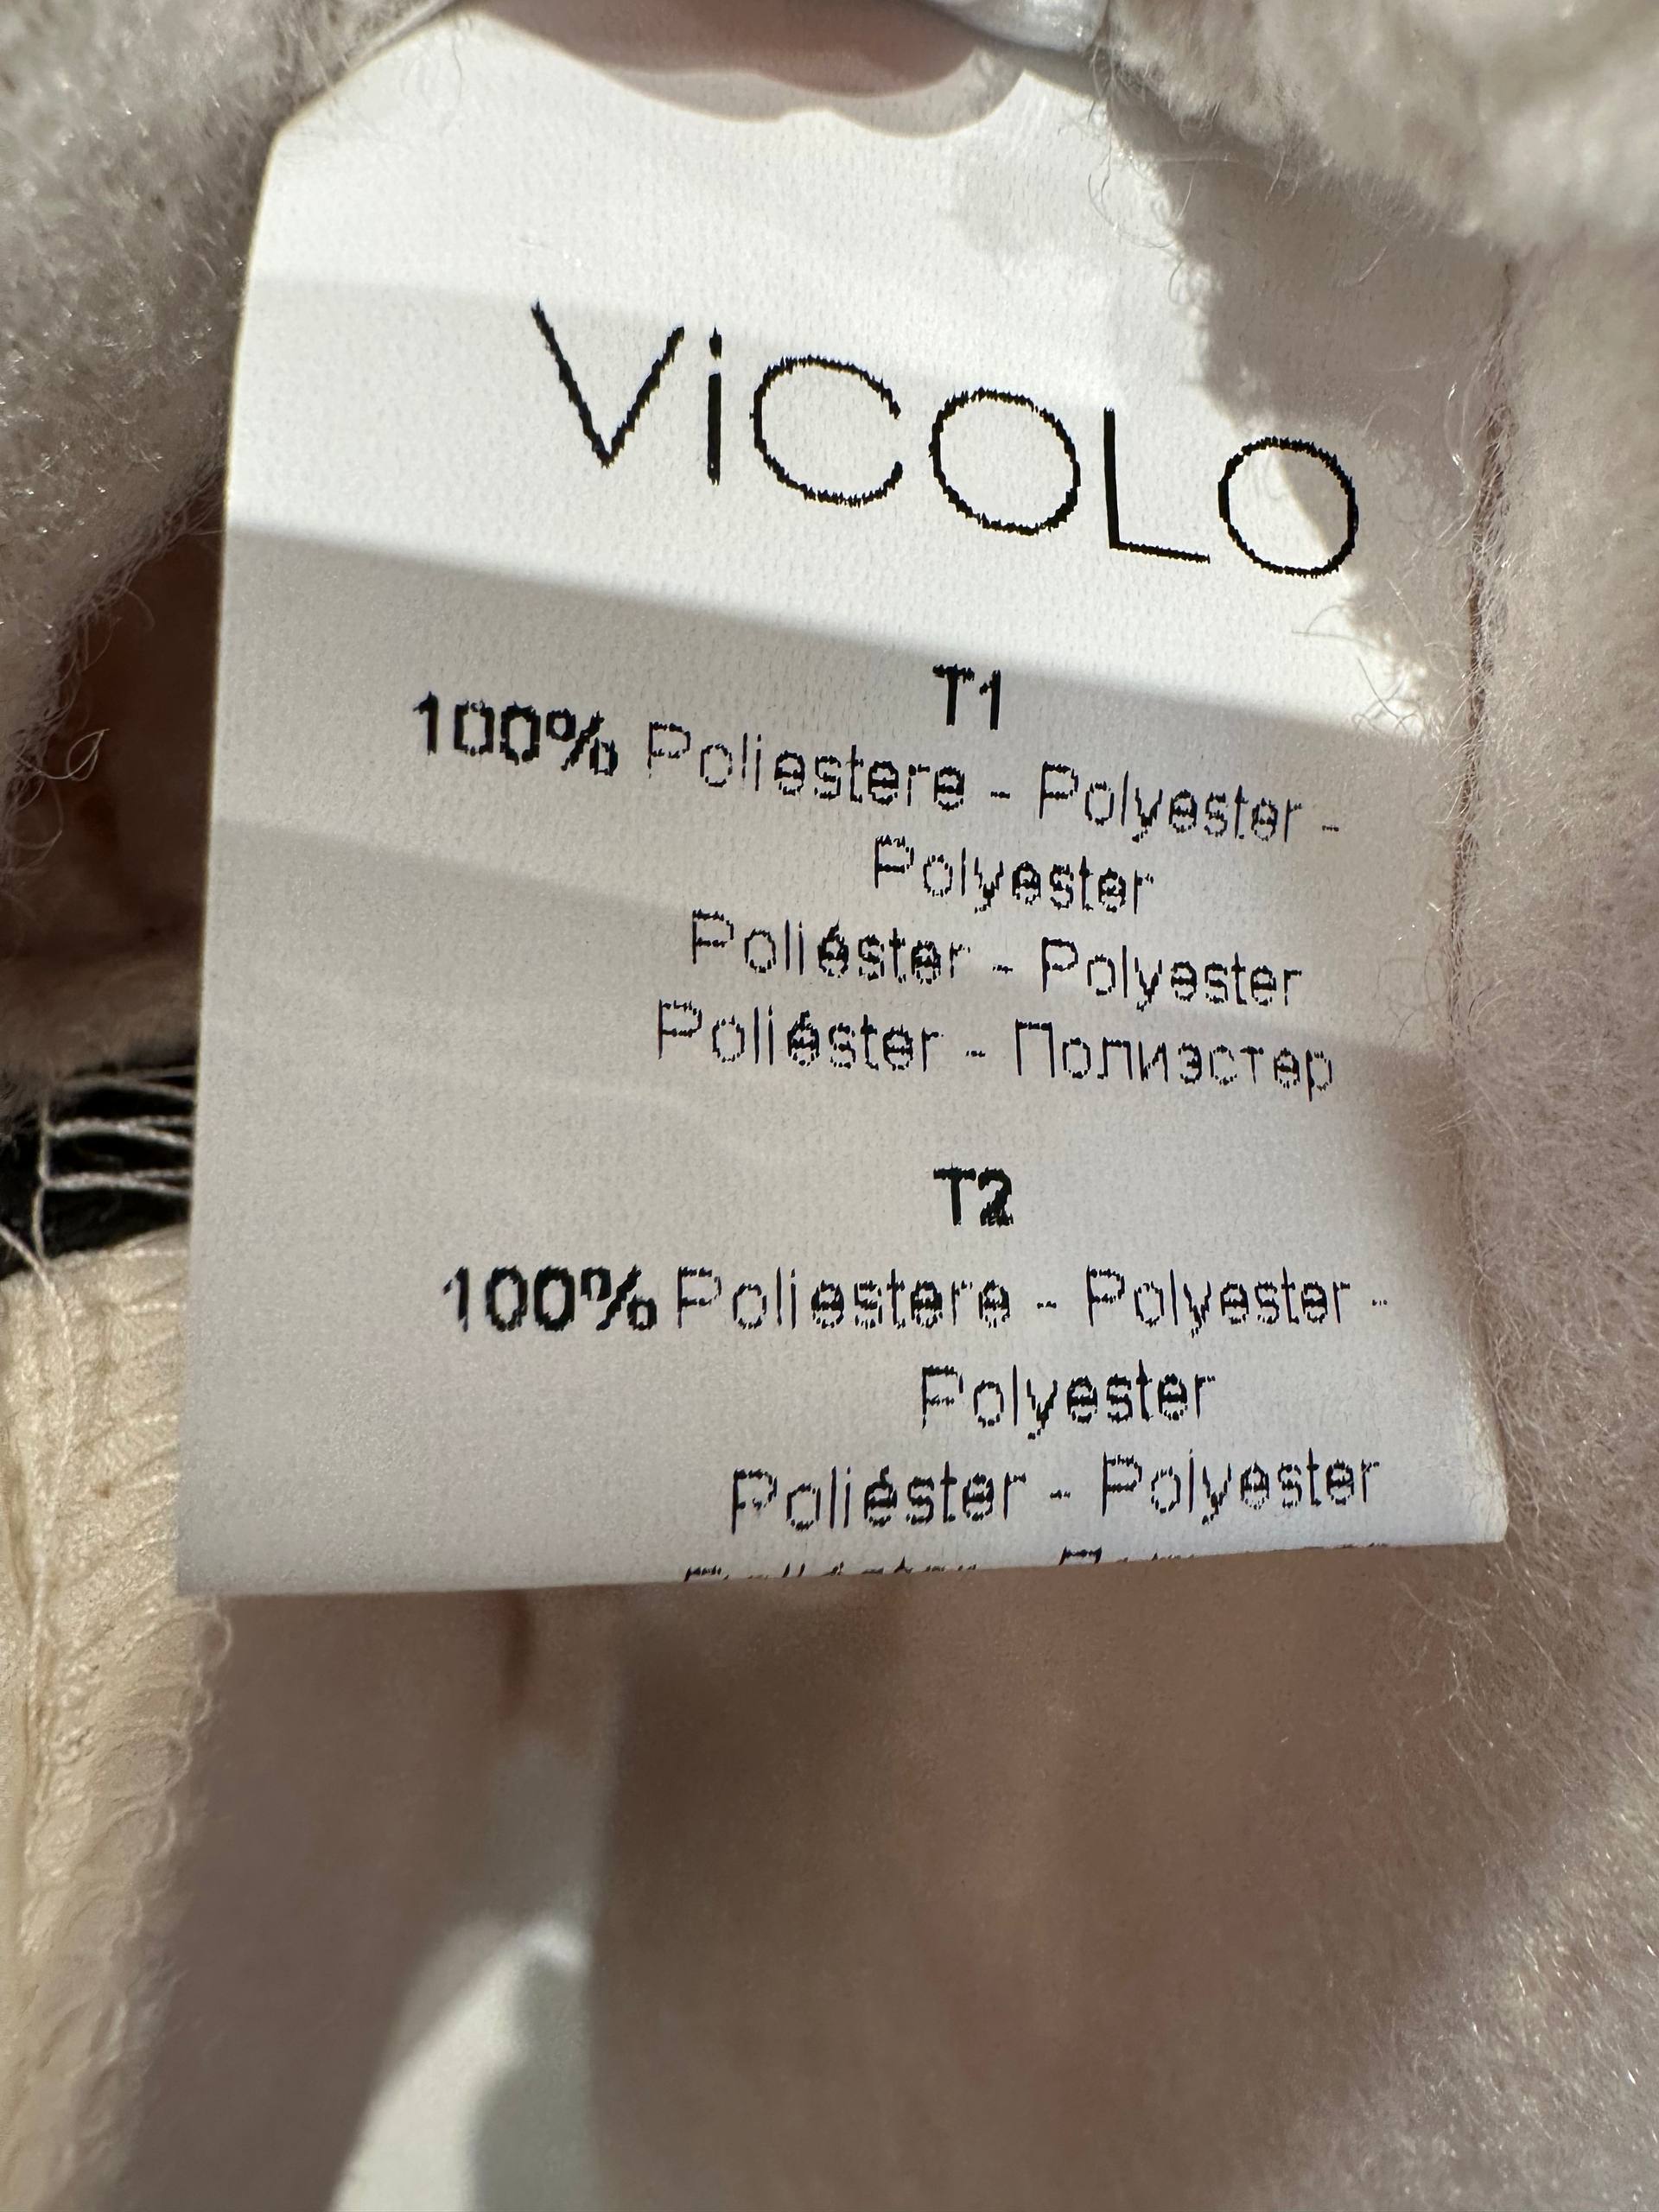 ViCOLO
T1
100% Poliestere - Polyester -
Polyester
Poliéster - Polyester
Poliéster - Полиэстер
T2
100% Poliestere - Polyester -
Polyester
Poliéster - Polyester